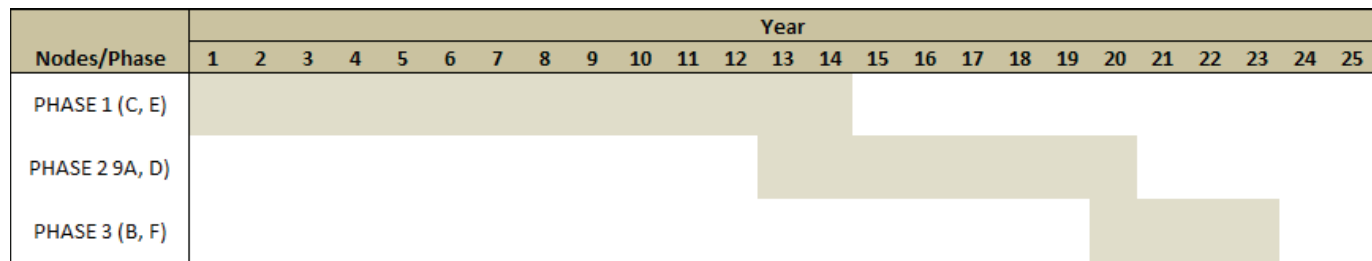 Year
Nodes/Phase 1 2 3 4 5 6 7 8 9 10 11 12 13 14 15 16 17 18 19 20 21 22 23 24 25
PHASE 1 (C, E)
PHASE 2 9A, D)
PHASE 3 (B, F)